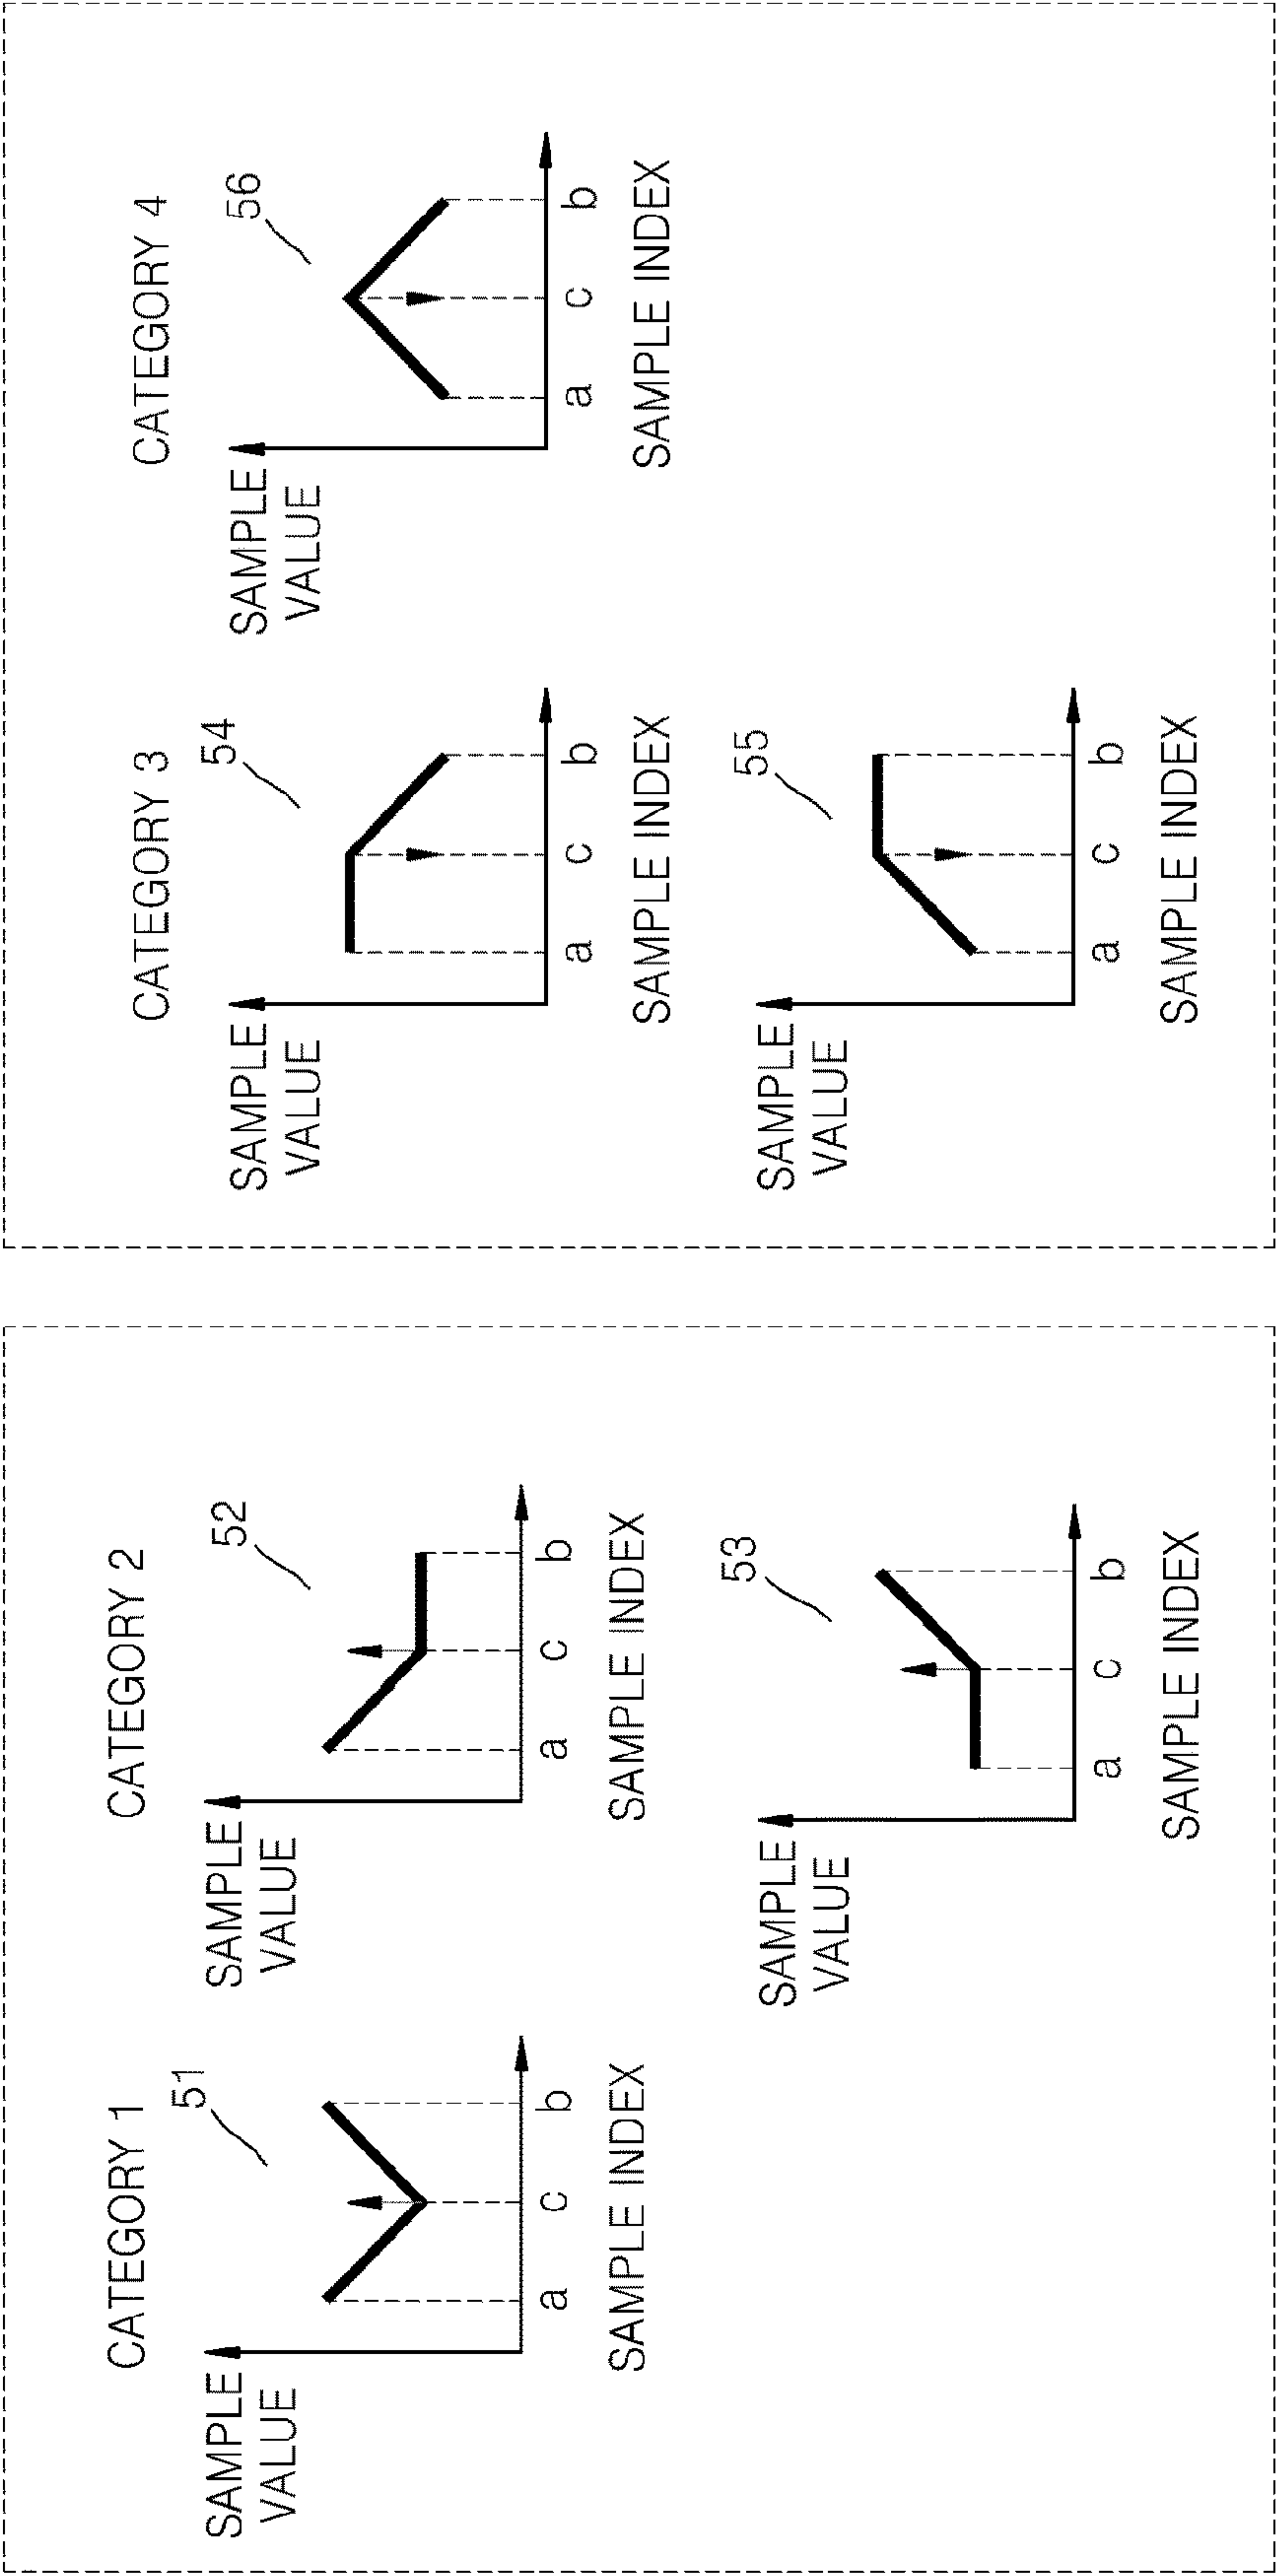 CATEGORY 1
51
SAMPLE
VALUE
a
c
b
SAMPLE INDEX
CATEGORY 2
52
SAMPLE
VALUE
a
c
b
SAMPLE INDEX
53
SAMPLE
VALUE
a
c
b
SAMPLE INDEX
CATEGORY 3
54
SAMPLE
VALUE
a
c
b
SAMPLE INDEX
55
SAMPLE
VALUE
a
c
b
SAMPLE INDEX
CATEGORY 4
56
SAMPLE
VALUE
a
c
b
SAMPLE INDEX